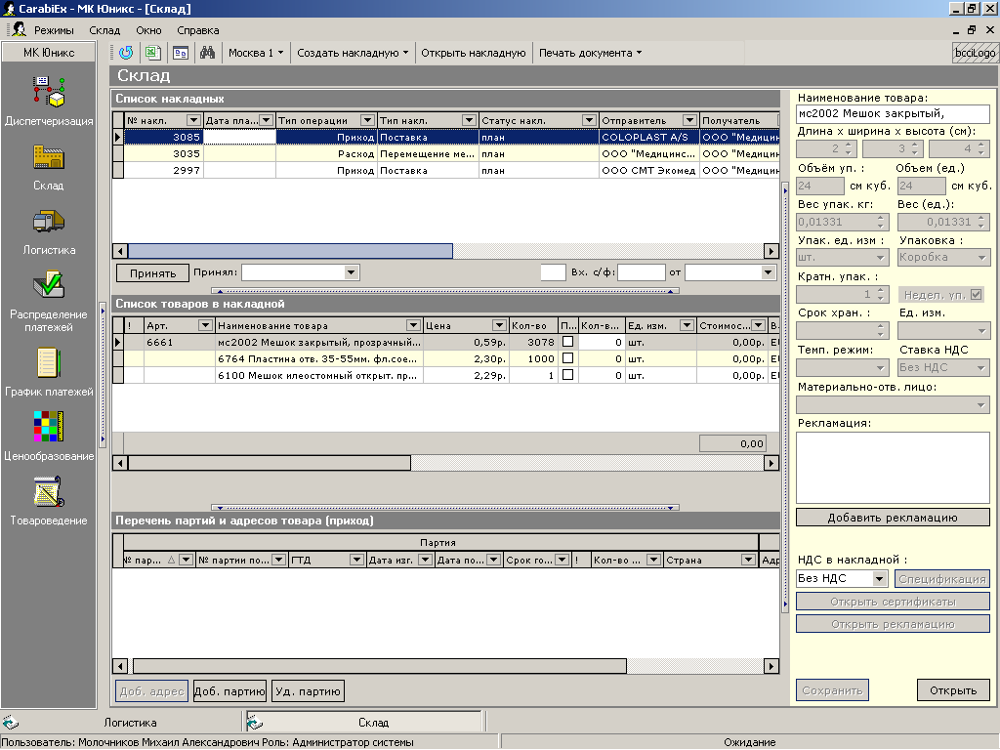 CarabiEx - МК Юникс - [Склад]
Режимы Склад Окно Справка
МК Юникс Москва 1 Создать накладную Открыть накладную Печать документа bcciLogo
Склад
Диспетчеризация
Склад
Логистика
Распределение
платежей
График платежей
Ценообразование
Товароведение
Список накладных
№ накл. Дата пла... Тип операции Тип накл. Статус накл. Отправитель Получатель
3085 Приход Поставка план COLOPLAST A/S ООО "Медицин
3035 Расход Перемещение ме... план ООО "Медицинс... ООО "Медицин
2997 Приход Поставка план ООО СМТ Экомед ООО "Медицин
Принять Принял: Вх. с/ф: от
Список товаров в накладной
! Арт. Наименование товара Цена Кол-во П... Кол-в... Ед. изм. Стоимос... В.
6661 мс2002 Мешок закрытый, прозрачный... 0,59р. 3078 0 шт. 0,00р. EU
6764 Пластина отв. 35-55мм. фл.сое... 2,30р. 1000 0 шт. 0,00р. EU
6100 Мешок илеостомный открыт. пр... 2,29р. 1 0 шт. 0,00р. EU
0,00
Перечень партий и адресов товара (приход)
Партия
№ пар... № партии по... ГТД Дата изг. Дата по... Срок го... ! Кол-во ... Страна Адр
Доб. адрес Доб. партию Уд. партию
Наименование товара:
мс2002 Мешок закрытый,
Длина х ширина х высота (см):
2 3 4
Объём уп. : Объем (ед.)
24 см куб. 24 см куб.
Вес упак. кг: Вес (ед.):
0,01331 0,01331
Упак. ед. изм : Упаковка :
шт. Коробка
Кратн. упак. :
1 Недел. уп.
Срок хран. : Ед. изм.
Темп. режим: Ставка НДС
Без НДС
Материально-отв. лицо:
Рекламация:
Добавить рекламацию
НДС в накладной :
Без НДС Спецификация
Открыть сертификаты
Открыть рекламацию
Сохранить Открыть
Логистика Склад
Пользователь: Молочников Михаил Александрович Роль: Администратор системы Ожидание